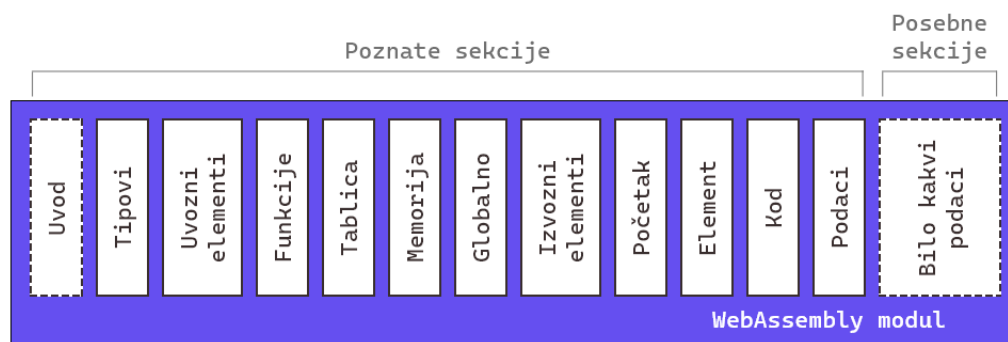 Poznate sekcije
Posebne
sekcije
Uvod
Tipovi
Uvozni
elementi
Funkcije
Tablica
Memorija
Globalno
Izvozni
elementi
Početak
Element
Kod
Podaci
Bilo kakvi
podaci
WebAssembly modul